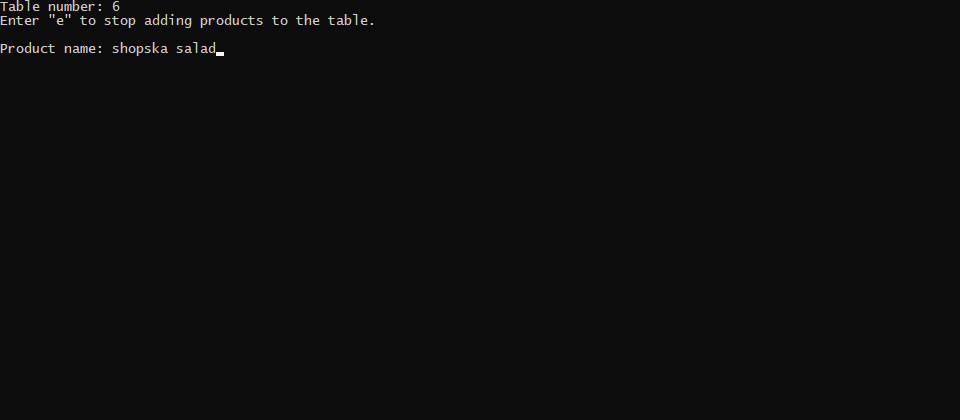 Table number: 6
Enter "e" to stop adding products to the table.
Product name: shopska salad